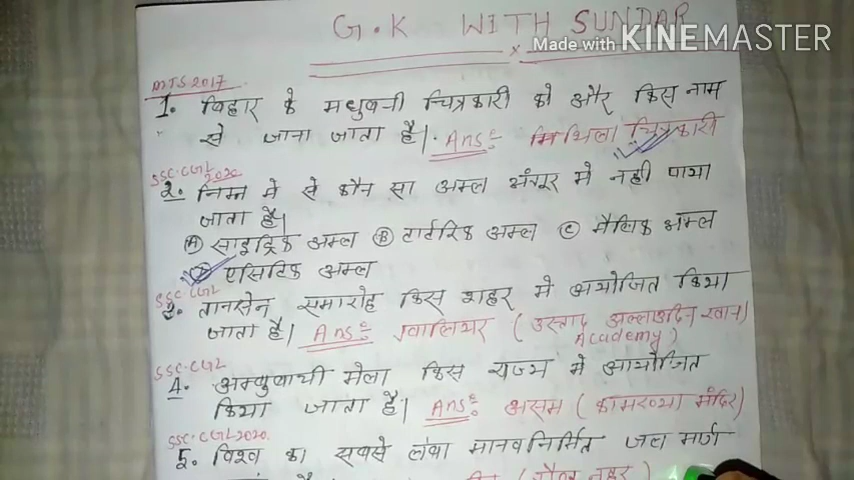 G.K WITH SUNDAR
Made with KINEMASTER
MTS-2017
1. बिहार के मधुबनी चित्रकारी को और किस नाम
से जाना जाता है|. Ans: मिथिला चित्रकारी
SSC-CGL
2020
2. निम्न मे से कौन सा अम्ल अंगूर मे नही पाया
जाता है|
A साइट्रिक अम्ल B टार्टरिक अम्ल C मैलिक अम्ल
एसिटिक अम्ल
SSC-CGL
3. तानसेन समारोह किस शहर मे आयोजित किया
जाता है| Ans: ग्वालियर (उस्ताद अल्लाउद्दिन खान)
Academy)
SSC-CGL
4. अम्बुवाची मेला किस राज्य मे आयोजित
किया जाता है| Ans: असम (कामाख्या मंदिर)
SSC-CGL-2020.
5. विश्व का सबसे लंबा मानवनिर्मित जल मार्ग